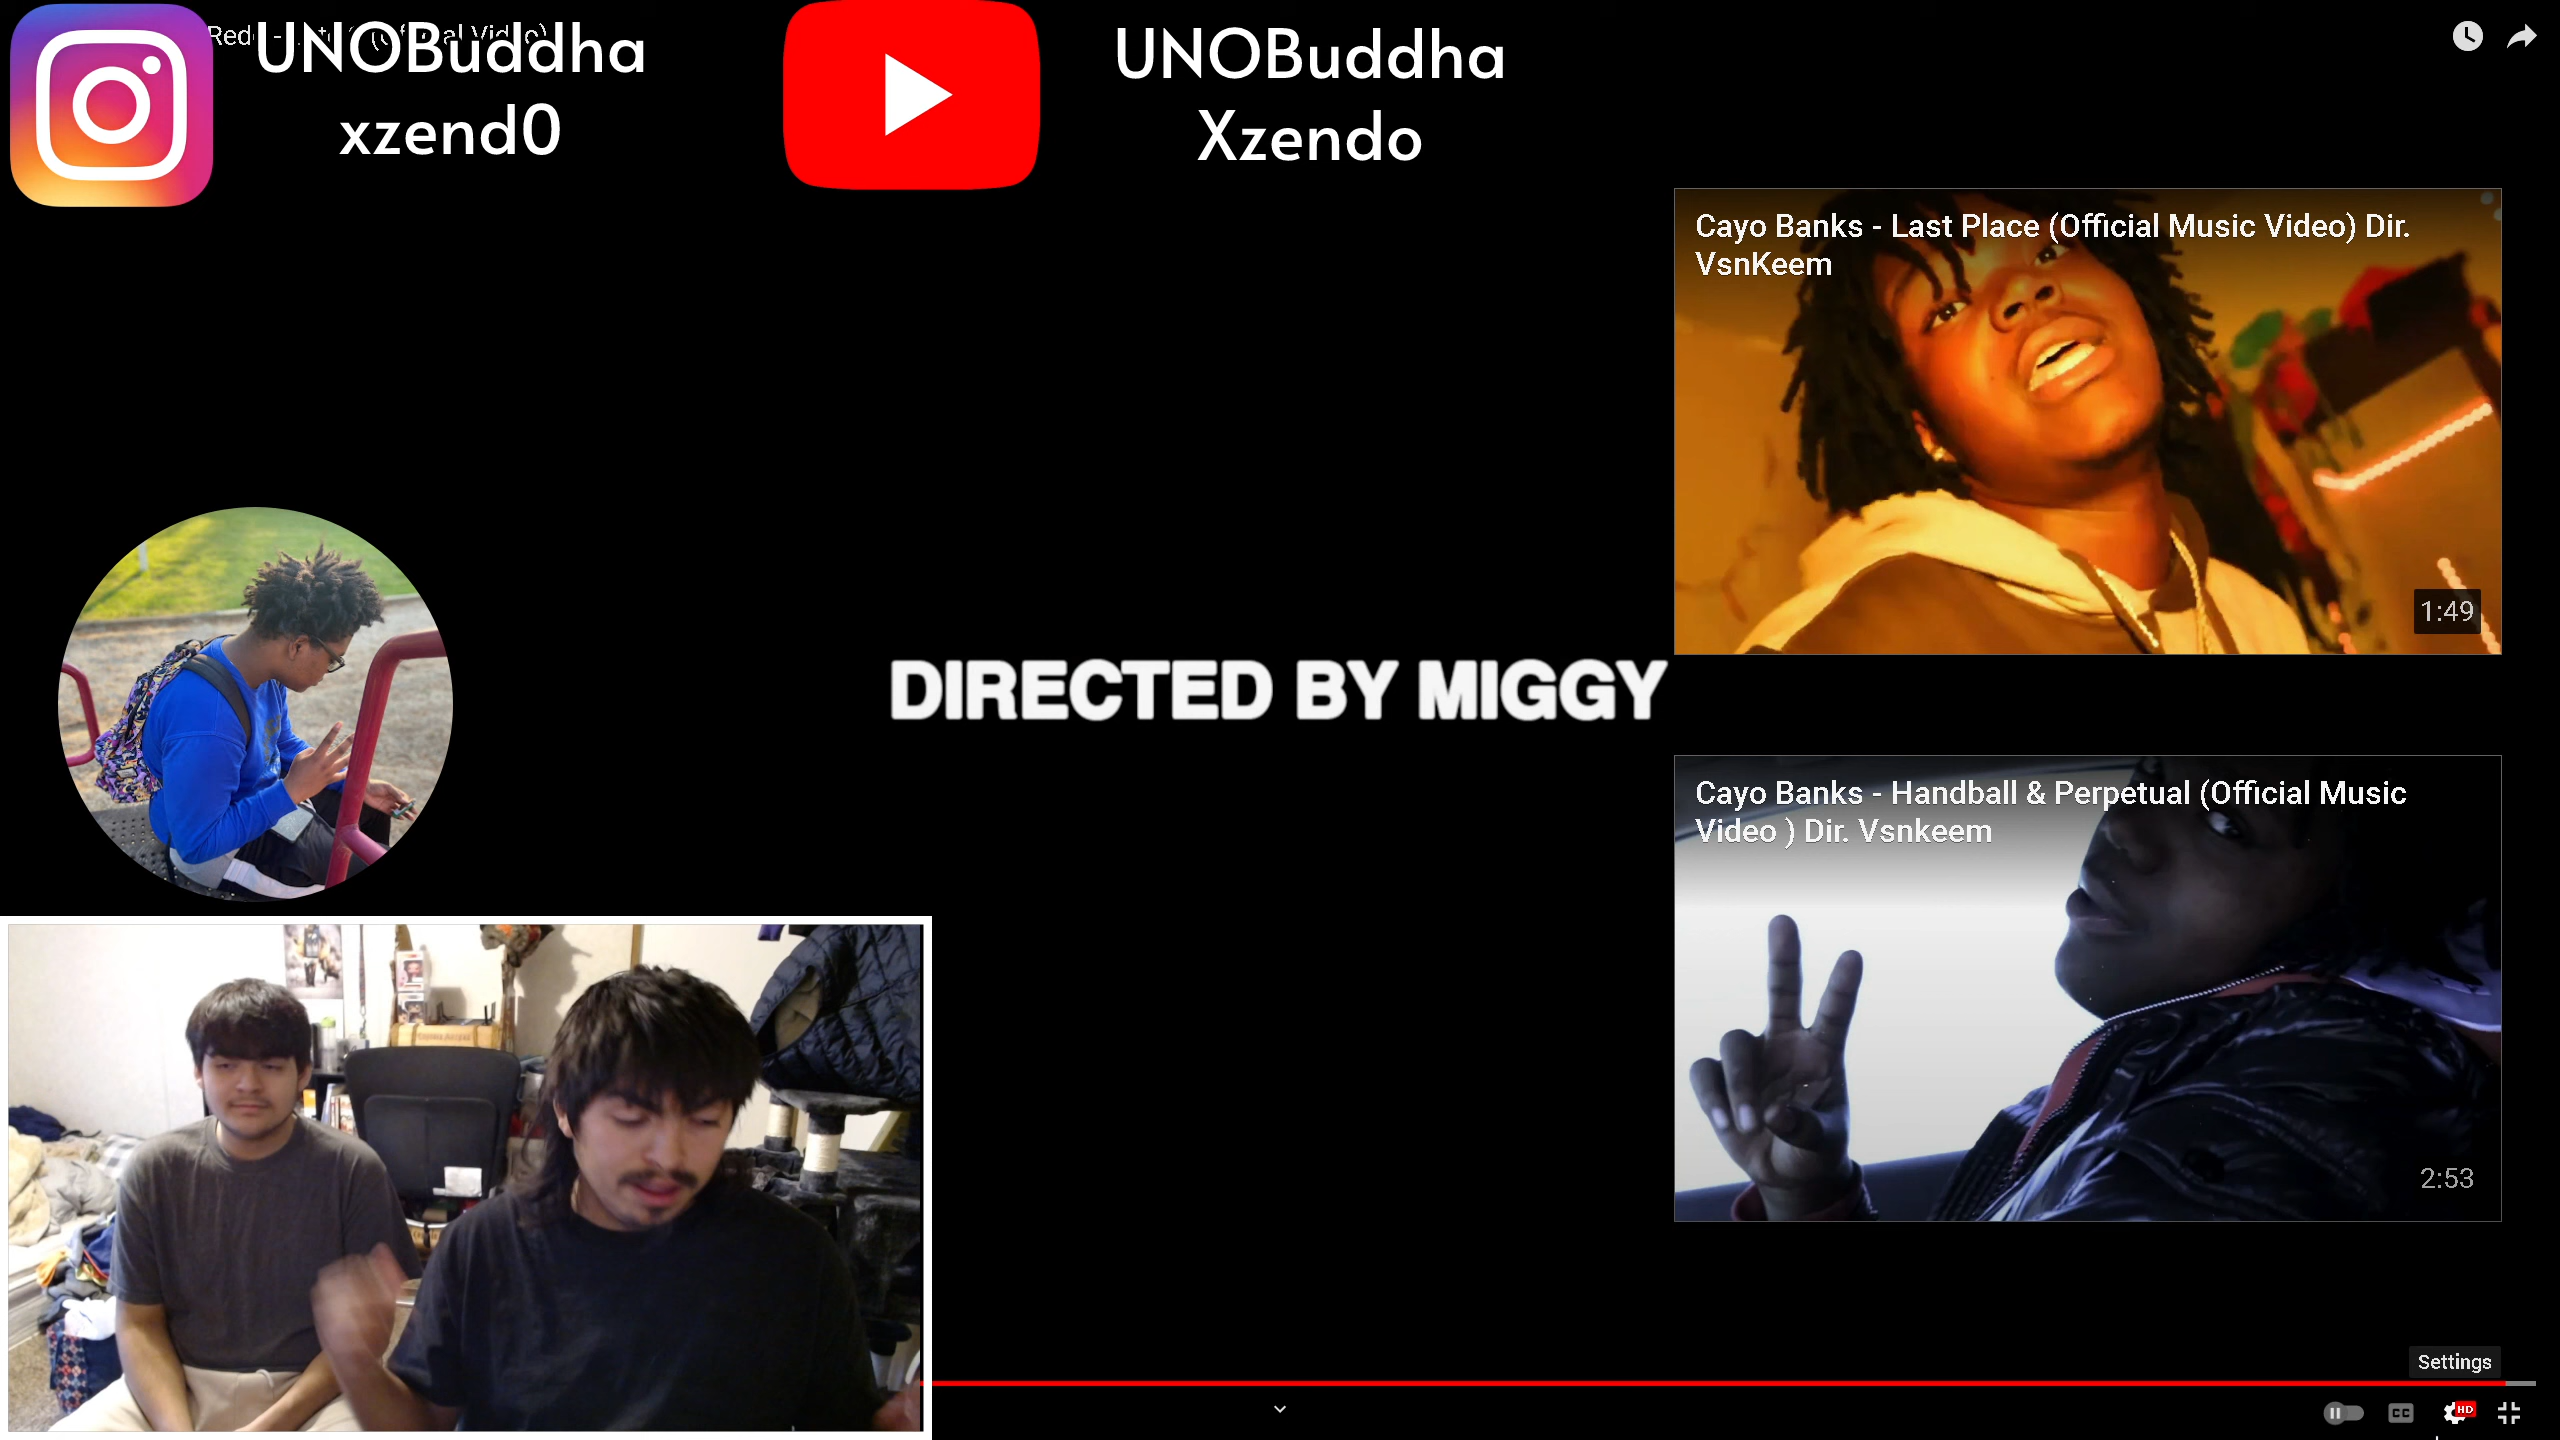 UNOBuddha
xzend0
UNOBuddha
Xzendo
Cayo Banks - Last Place (Official Music Video) Dir.
VsnKeem
1:49
DIRECTED BY MIGGY
Cayo Banks - Handball & Perpetual (Official Music
Video ) Dir. Vsnkeem
2:53
Settings
CC
HD